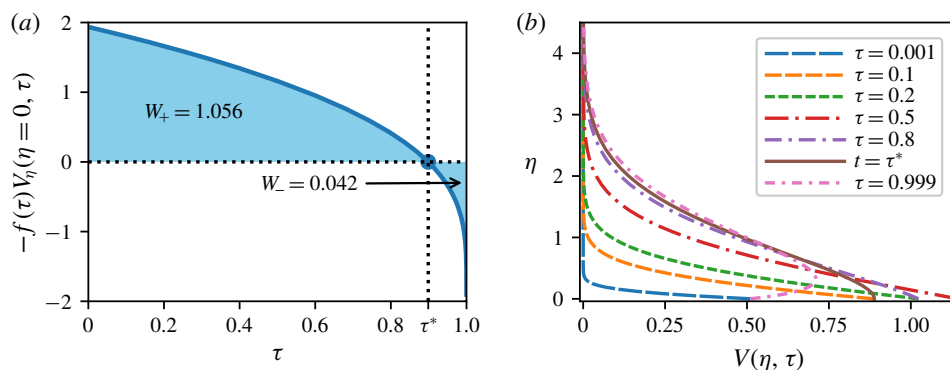 (a)
2
1
0
−1
−2
−f(τ)V_η(η = 0, τ)
W₊ = 1.056
W₋ = 0.042
0
0.2
0.4
0.6
0.8
τ*
1.0
τ
(b)
4
3
2
1
0
η
τ = 0.001
τ = 0.1
τ = 0.2
τ = 0.5
τ = 0.8
t = τ*
τ = 0.999
0
0.25
0.50
0.75
1.00
V(η, τ)